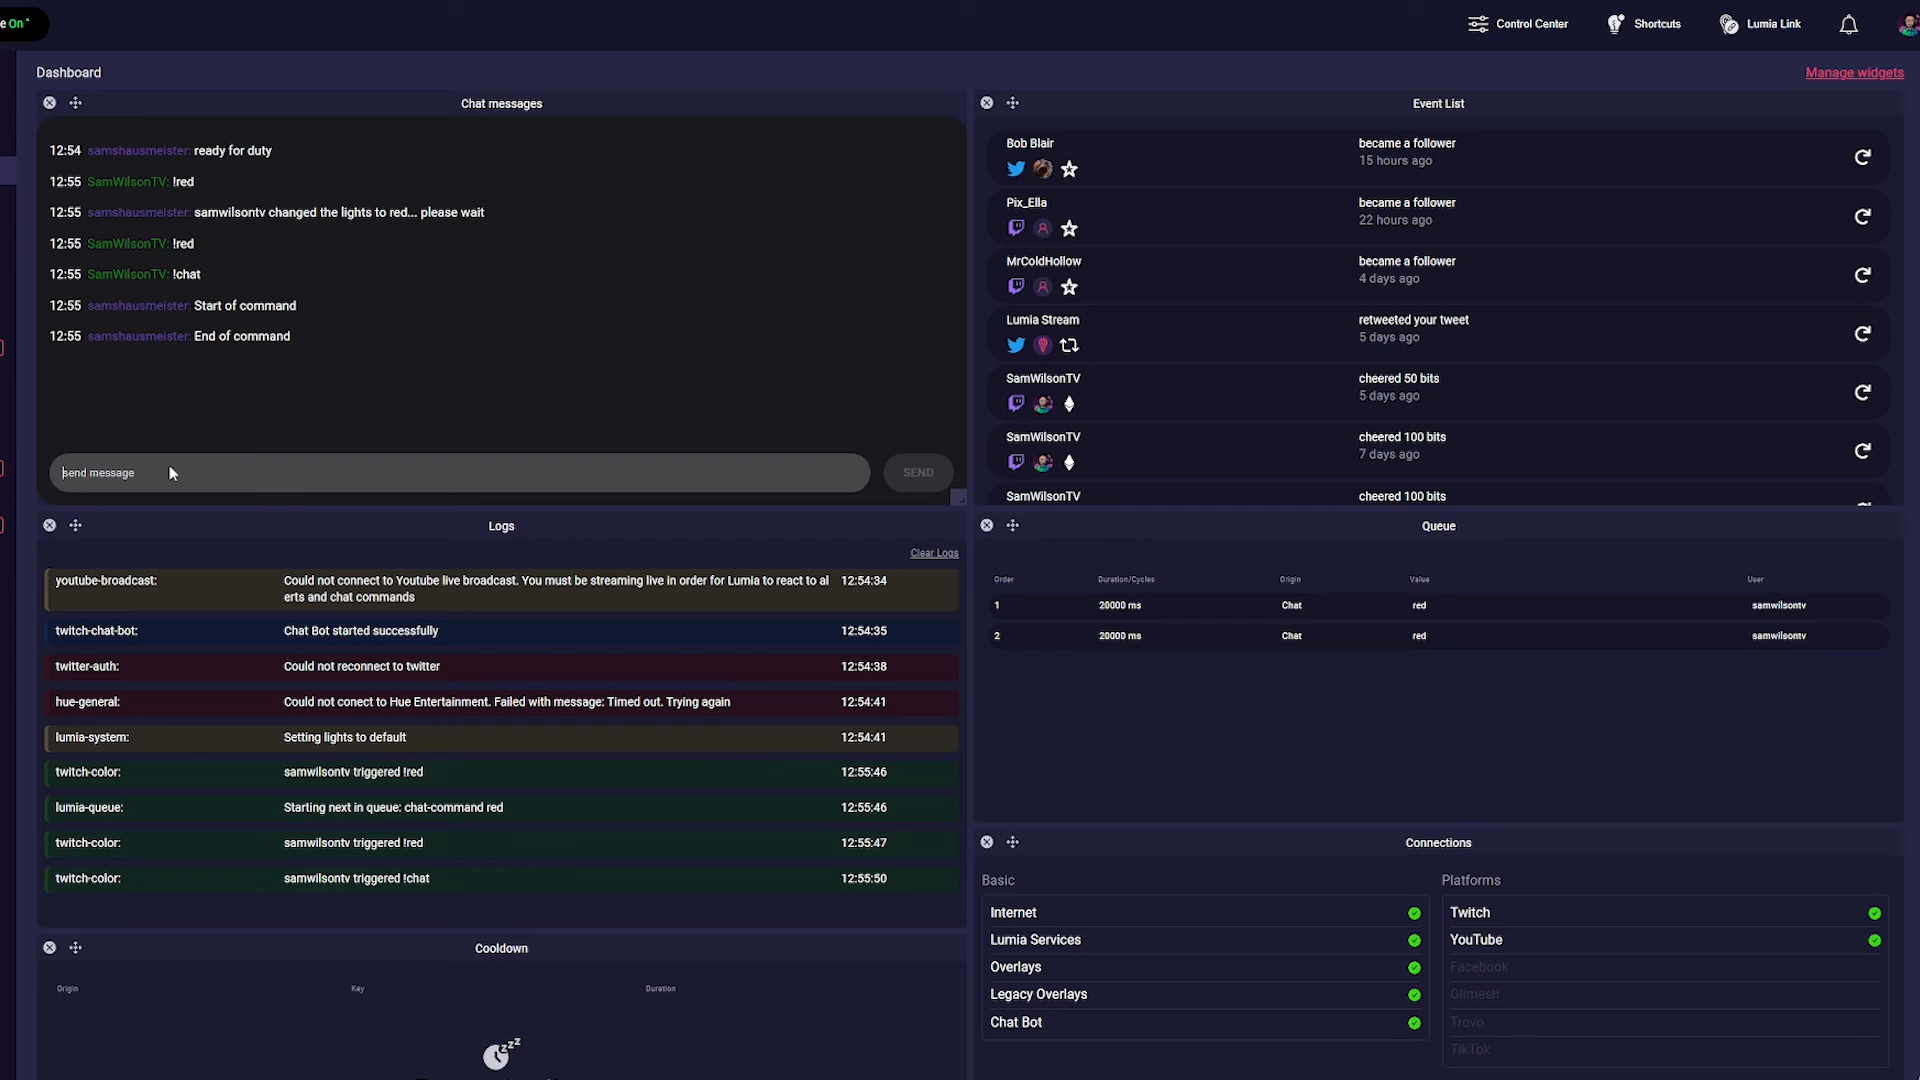 e On
Control Center
Shortcuts
Lumia Link
Dashboard
Manage widgets
Chat messages
12:54 samshausmeister: ready for duty
12:55 SamWilsonTV: !red
12:55 samshausmeister: samwilsontv changed the lights to red... please wait
12:55 SamWilsonTV: !red
12:55 SamWilsonTV: !chat
12:55 samshausmeister: Start of command
12:55 samshausmeister: End of command
send message
SEND
Event List
Bob Blair became a follower
15 hours ago
Pix_Ella became a follower
22 hours ago
MrColdHollow became a follower
4 days ago
Lumia Stream retweeted your tweet
5 days ago
SamWilsonTV cheered 50 bits
5 days ago
SamWilsonTV cheered 100 bits
7 days ago
SamWilsonTV cheered 100 bits
Logs
Clear Logs
youtube-broadcast: Could not connect to Youtube live broadcast. You must be streaming live in order for Lumia to react to al 12:54:34
erts and chat commands
twitch-chat-bot: Chat Bot started successfully 12:54:35
twitter-auth: Could not reconnect to twitter 12:54:38
hue-general: Could not conect to Hue Entertainment. Failed with message: Timed out. Trying again 12:54:41
lumia-system: Setting lights to default 12:54:41
twitch-color: samwilsontv triggered !red 12:55:46
lumia-queue: Starting next in queue: chat-command red 12:55:46
twitch-color: samwilsontv triggered !red 12:55:47
twitch-color: samwilsontv triggered !chat 12:55:50
Queue
Order Duration/Cycles Origin Value User
1 20000 ms Chat red samwilsontv
2 20000 ms Chat red samwilsontv
Cooldown
Origin Key Duration
z z z
Connections
Basic
Internet
Lumia Services
Overlays
Legacy Overlays
Chat Bot
Platforms
Twitch
YouTube
Facebook
Glimesh
Trovo
TikTok